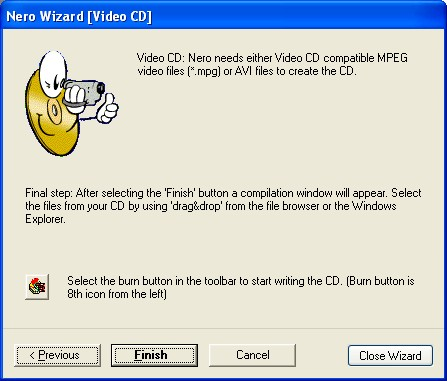 Nero Wizard [Video CD]
Video CD: Nero needs either Video CD compatible MPEG
video files (*.mpg) or AVI files to create the CD.
Final step: After selecting the 'Finish' button a compilation window will appear. Select
the files from your CD by using 'drag&drop' from the file browser or the Windows
Explorer.
Select the burn button in the toolbar to start writing the CD. (Burn button is
8th icon from the left)
< Previous
Finish
Cancel
Close Wizard